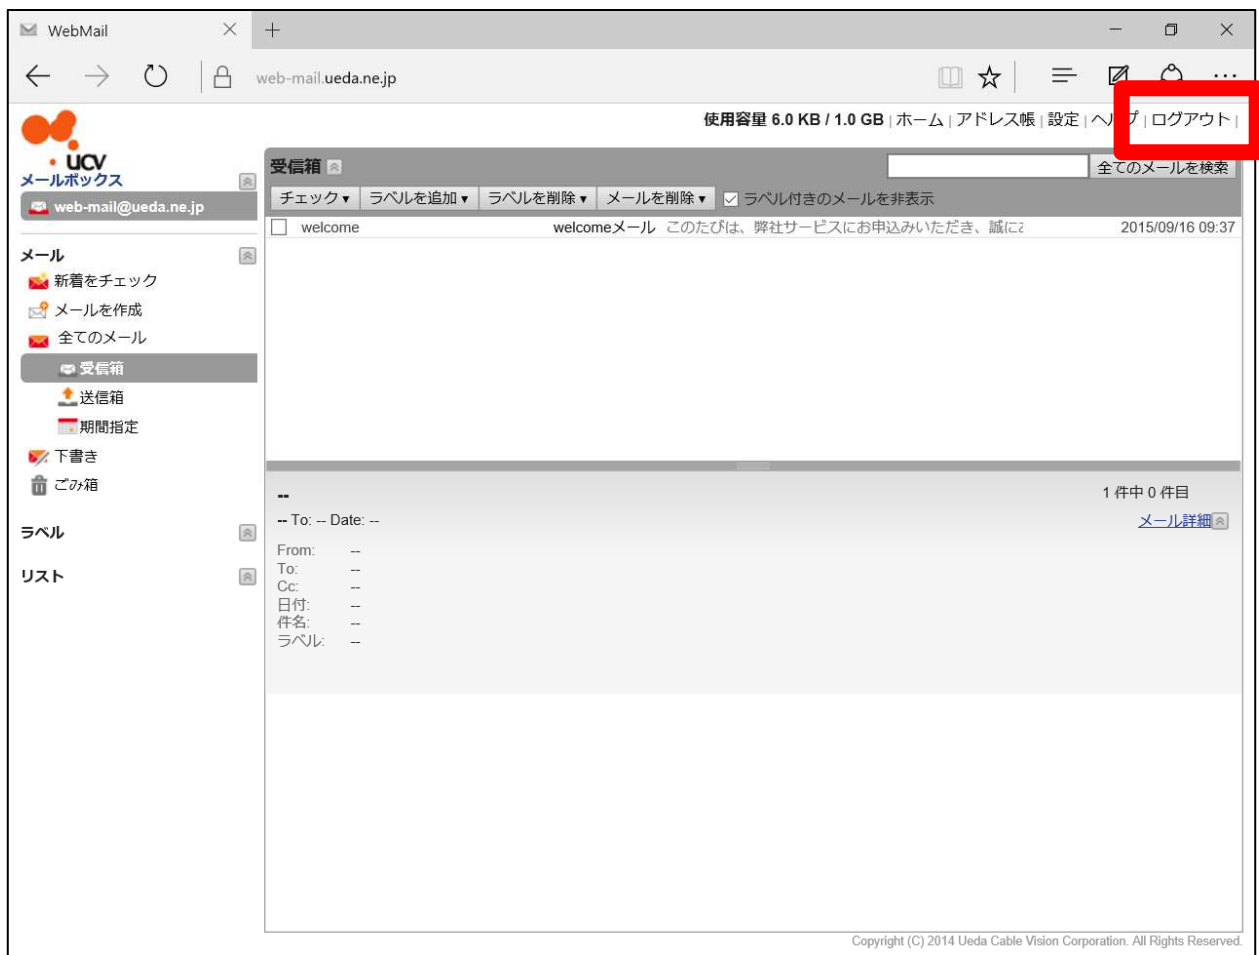 WebMail
web-mail.ueda.ne.jp
使用容量 6.0 KB / 1.0 GB | ホーム | アドレス帳 | 設定 | ヘルプ | ログアウト |
UCV
メールボックス
web-mail@ueda.ne.jp
メール
新着をチェック
メールを作成
全てのメール
受信箱
送信箱
期間指定
下書き
ごみ箱
ラベル
リスト
受信箱
全てのメールを検索
チェック▼ ラベルを追加▼ ラベルを削除▼ メールを削除▼ ラベル付きのメールを非表示
welcome welcomeメール このたびは、弊社サービスにお申込みいただき、誠に 2015/09/16 09:37
-- 1 件中 0 件目
-- To: -- Date: -- メール詳細
From: --
To: --
Cc: --
日付: --
件名: --
ラベル: --
Copyright (C) 2014 Ueda Cable Vision Corporation. All Rights Reserved.